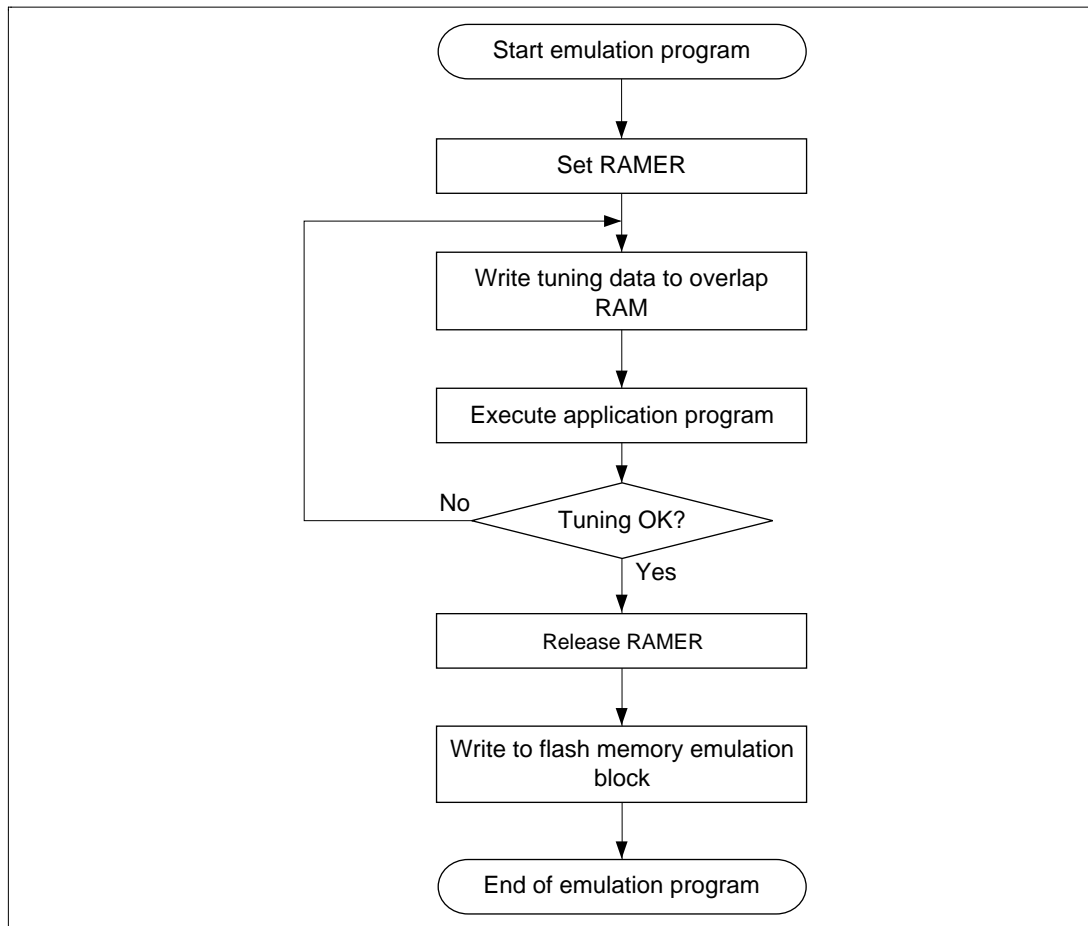 Start emulation program
Set RAMER
Write tuning data to overlap
RAM
Execute application program
No
Tuning OK?
Yes
Release RAMER
Write to flash memory emulation
block
End of emulation program